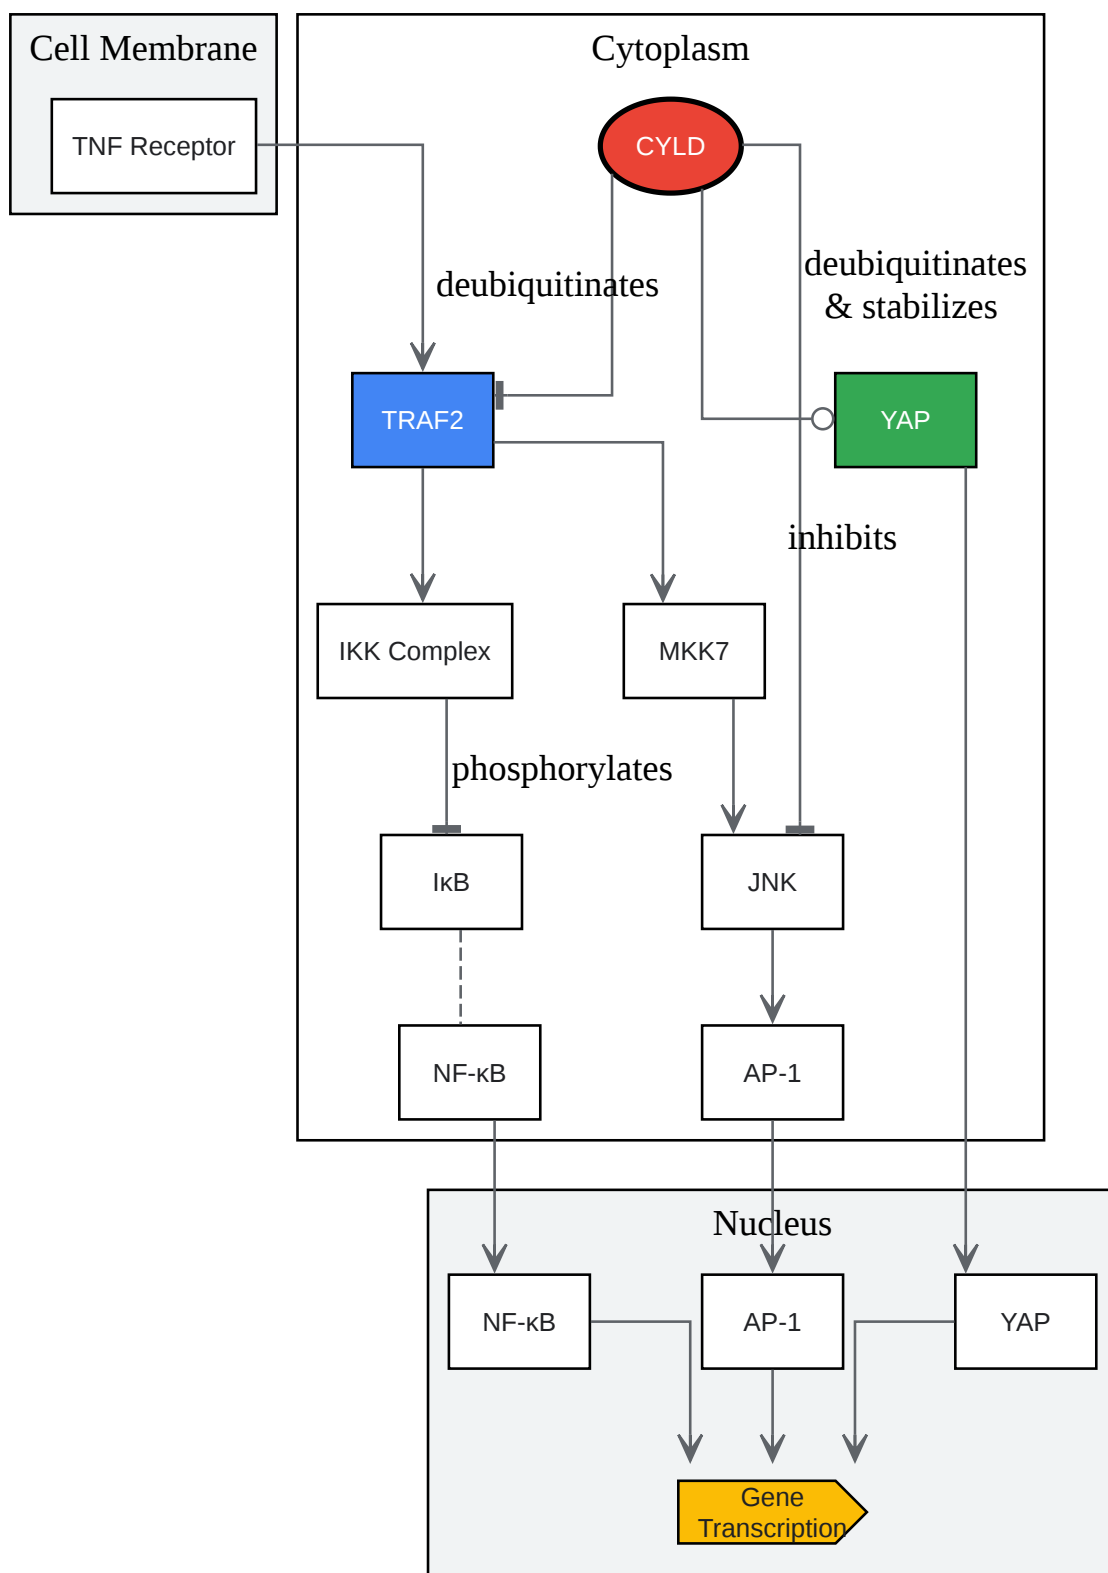 Cell Membrane
Cytoplasm
TNF Receptor
CYLD
deubiquitinates
deubiquitinates
& stabilizes
TRAF2
YAP
inhibits
IKK Complex
MKK7
phosphorylates
IκB
JNK
NF-κB
AP-1
Nucleus
NF-κB
AP-1
YAP
Gene
Transcription